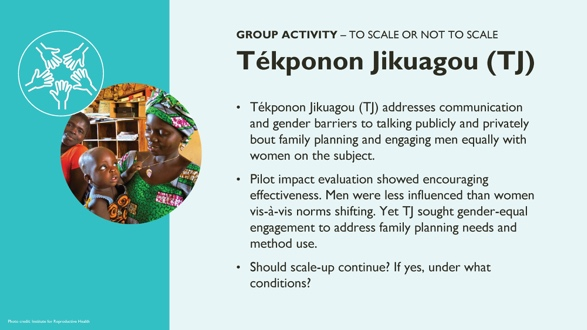 GROUP ACTIVITY – TO SCALE OR NOT TO SCALE
Tékponon Jikuagou (TJ)
• Tékponon Jikuagou (TJ) addresses communication
and gender barriers to talking publicly and privately
bout family planning and engaging men equally with
women on the subject.
• Pilot impact evaluation showed encouraging
effectiveness. Men were less influenced than women
vis-à-vis norms shifting. Yet TJ sought gender-equal
engagement to address family planning needs and
method use.
• Should scale-up continue? If yes, under what
conditions?
Photo credit: Institute for Reproductive Health